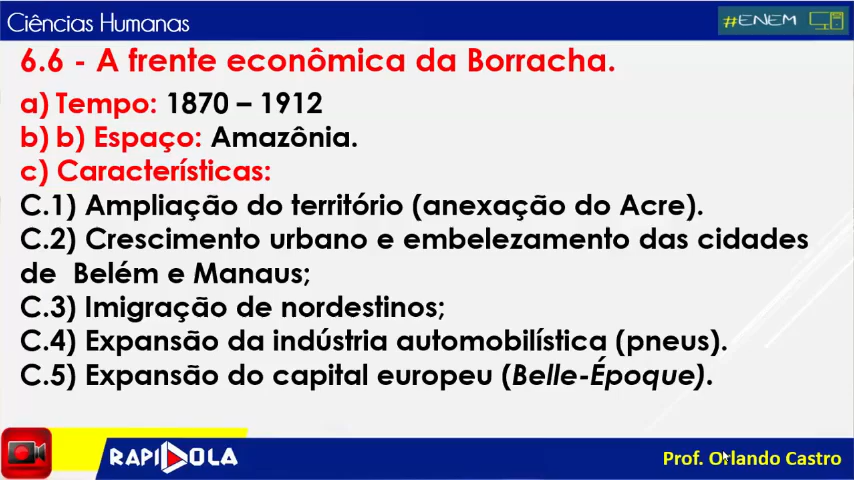 Ciências Humanas
#ENEM
6.6 - A frente econômica da Borracha.
a) Tempo: 1870 – 1912
b) b) Espaço: Amazônia.
c) Características:
C.1) Ampliação do território (anexação do Acre).
C.2) Crescimento urbano e embelezamento das cidades
de Belém e Manaus;
C.3) Imigração de nordestinos;
C.4) Expansão da indústria automobilística (pneus).
C.5) Expansão do capital europeu (Belle-Époque).
RAPIDOLA
Prof. Orlando Castro